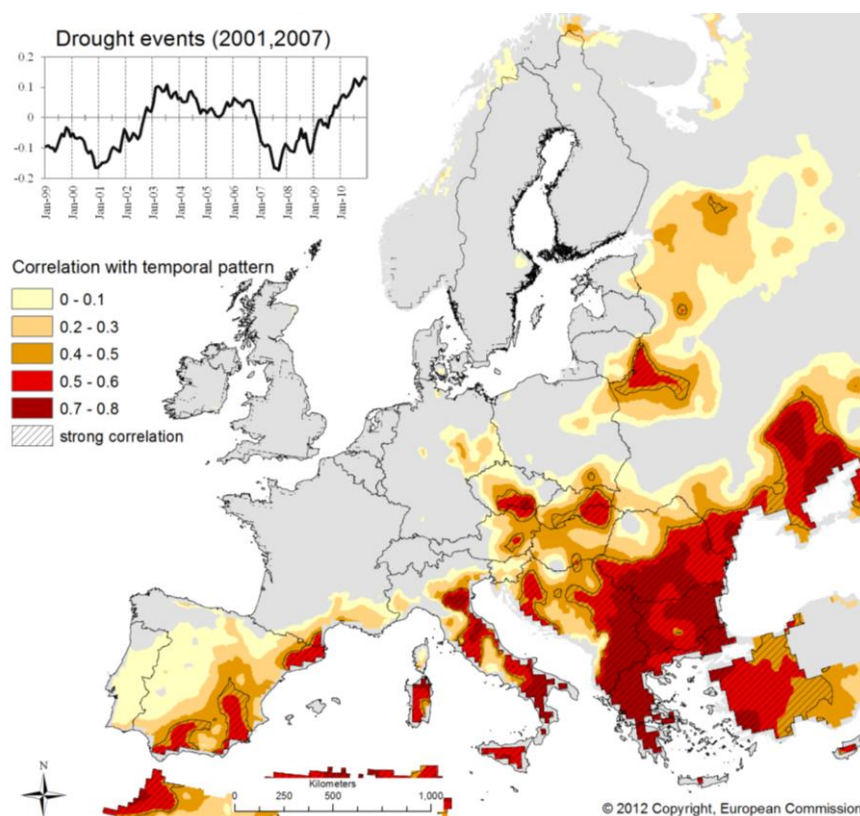 Drought events (2001,2007)
0.2
0.1
0
-0.1
-0.2
Jan-99
Jan-00
Jan-01
Jan-02
Jan-03
Jan-04
Jan-05
Jan-06
Jan-07
Jan-08
Jan-09
Jan-10
Correlation with temporal pattern
0 - 0.1
0.2 - 0.3
0.4 - 0.5
0.5 - 0.6
0.7 - 0.8
strong correlation
N
Kilometers
0 250 500 1,000
© 2012 Copyright, European Commission